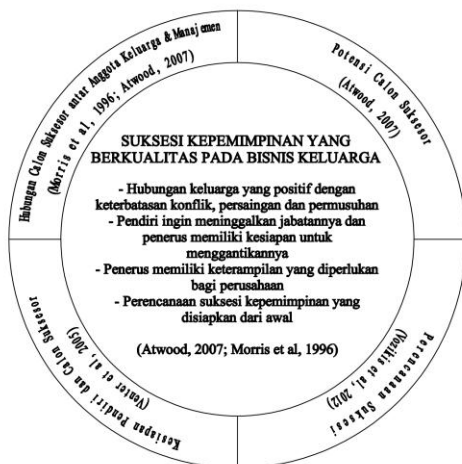 Hubungan Calon Suksesor antar Anggota Keluarga & Manajemen
(Morris et al, 1996; Atwood, 2007)
Potensi Calon Suksesor
(Atwood, 2007)
SUKSESI KEPEMIMPINAN YANG
BERKUALITAS PADA BISNIS KELUARGA
- Hubungan keluarga yang positif dengan
keterbatasan konflik, persaingan dan permusuhan
- Pendiri ingin meninggalkan jabatannya dan
penerus memiliki kesiapan untuk
menggantikannya
- Penerus memiliki keterampilan yang diperlukan
bagi perusahaan
- Perencanaan suksesi kepemimpinan yang
disiapkan dari awal
(Atwood, 2007; Morris et al, 1996)
Kesiapan Pendiri dan Calon Suksesor
(Venter et al, 2005)
Perencanaan Suksesi
(Vozikis et al, 2012)